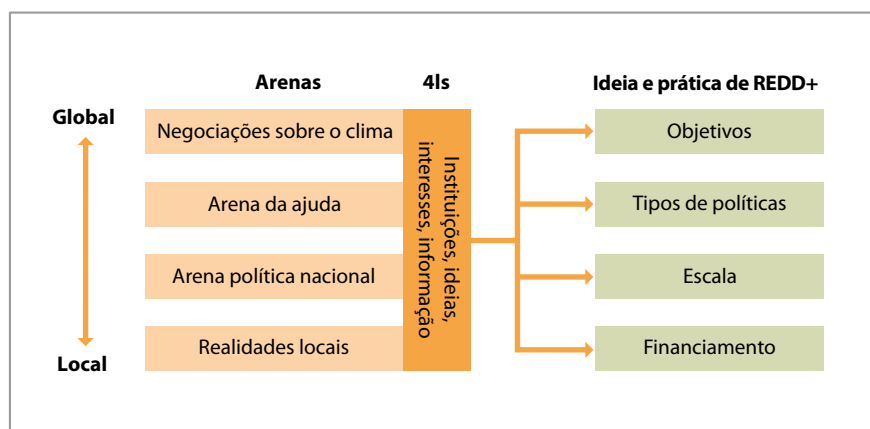 Arenas
4Is
Ideia e prática de REDD+
Global
Local
Negociações sobre o clima
Arena da ajuda
Arena política nacional
Realidades locais
Instituições, ideias,
interesses, informação
Objetivos
Tipos de políticas
Escala
Financiamento